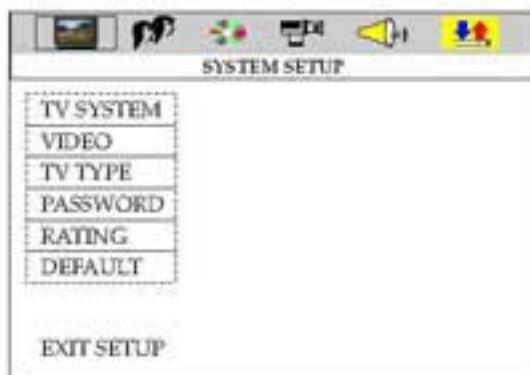 SYSTEM SETUP
TV SYSTEM
VIDEO
TV TYPE
PASSWORD
RATING
DEFAULT
EXIT SETUP